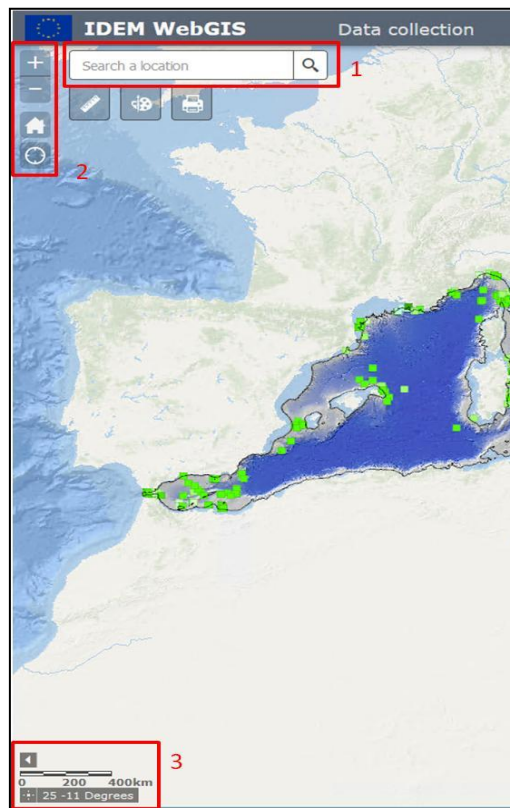 IDEM WebGIS Data collection
Search a location 1
2
3
0 200 400km
25 -11 Degrees